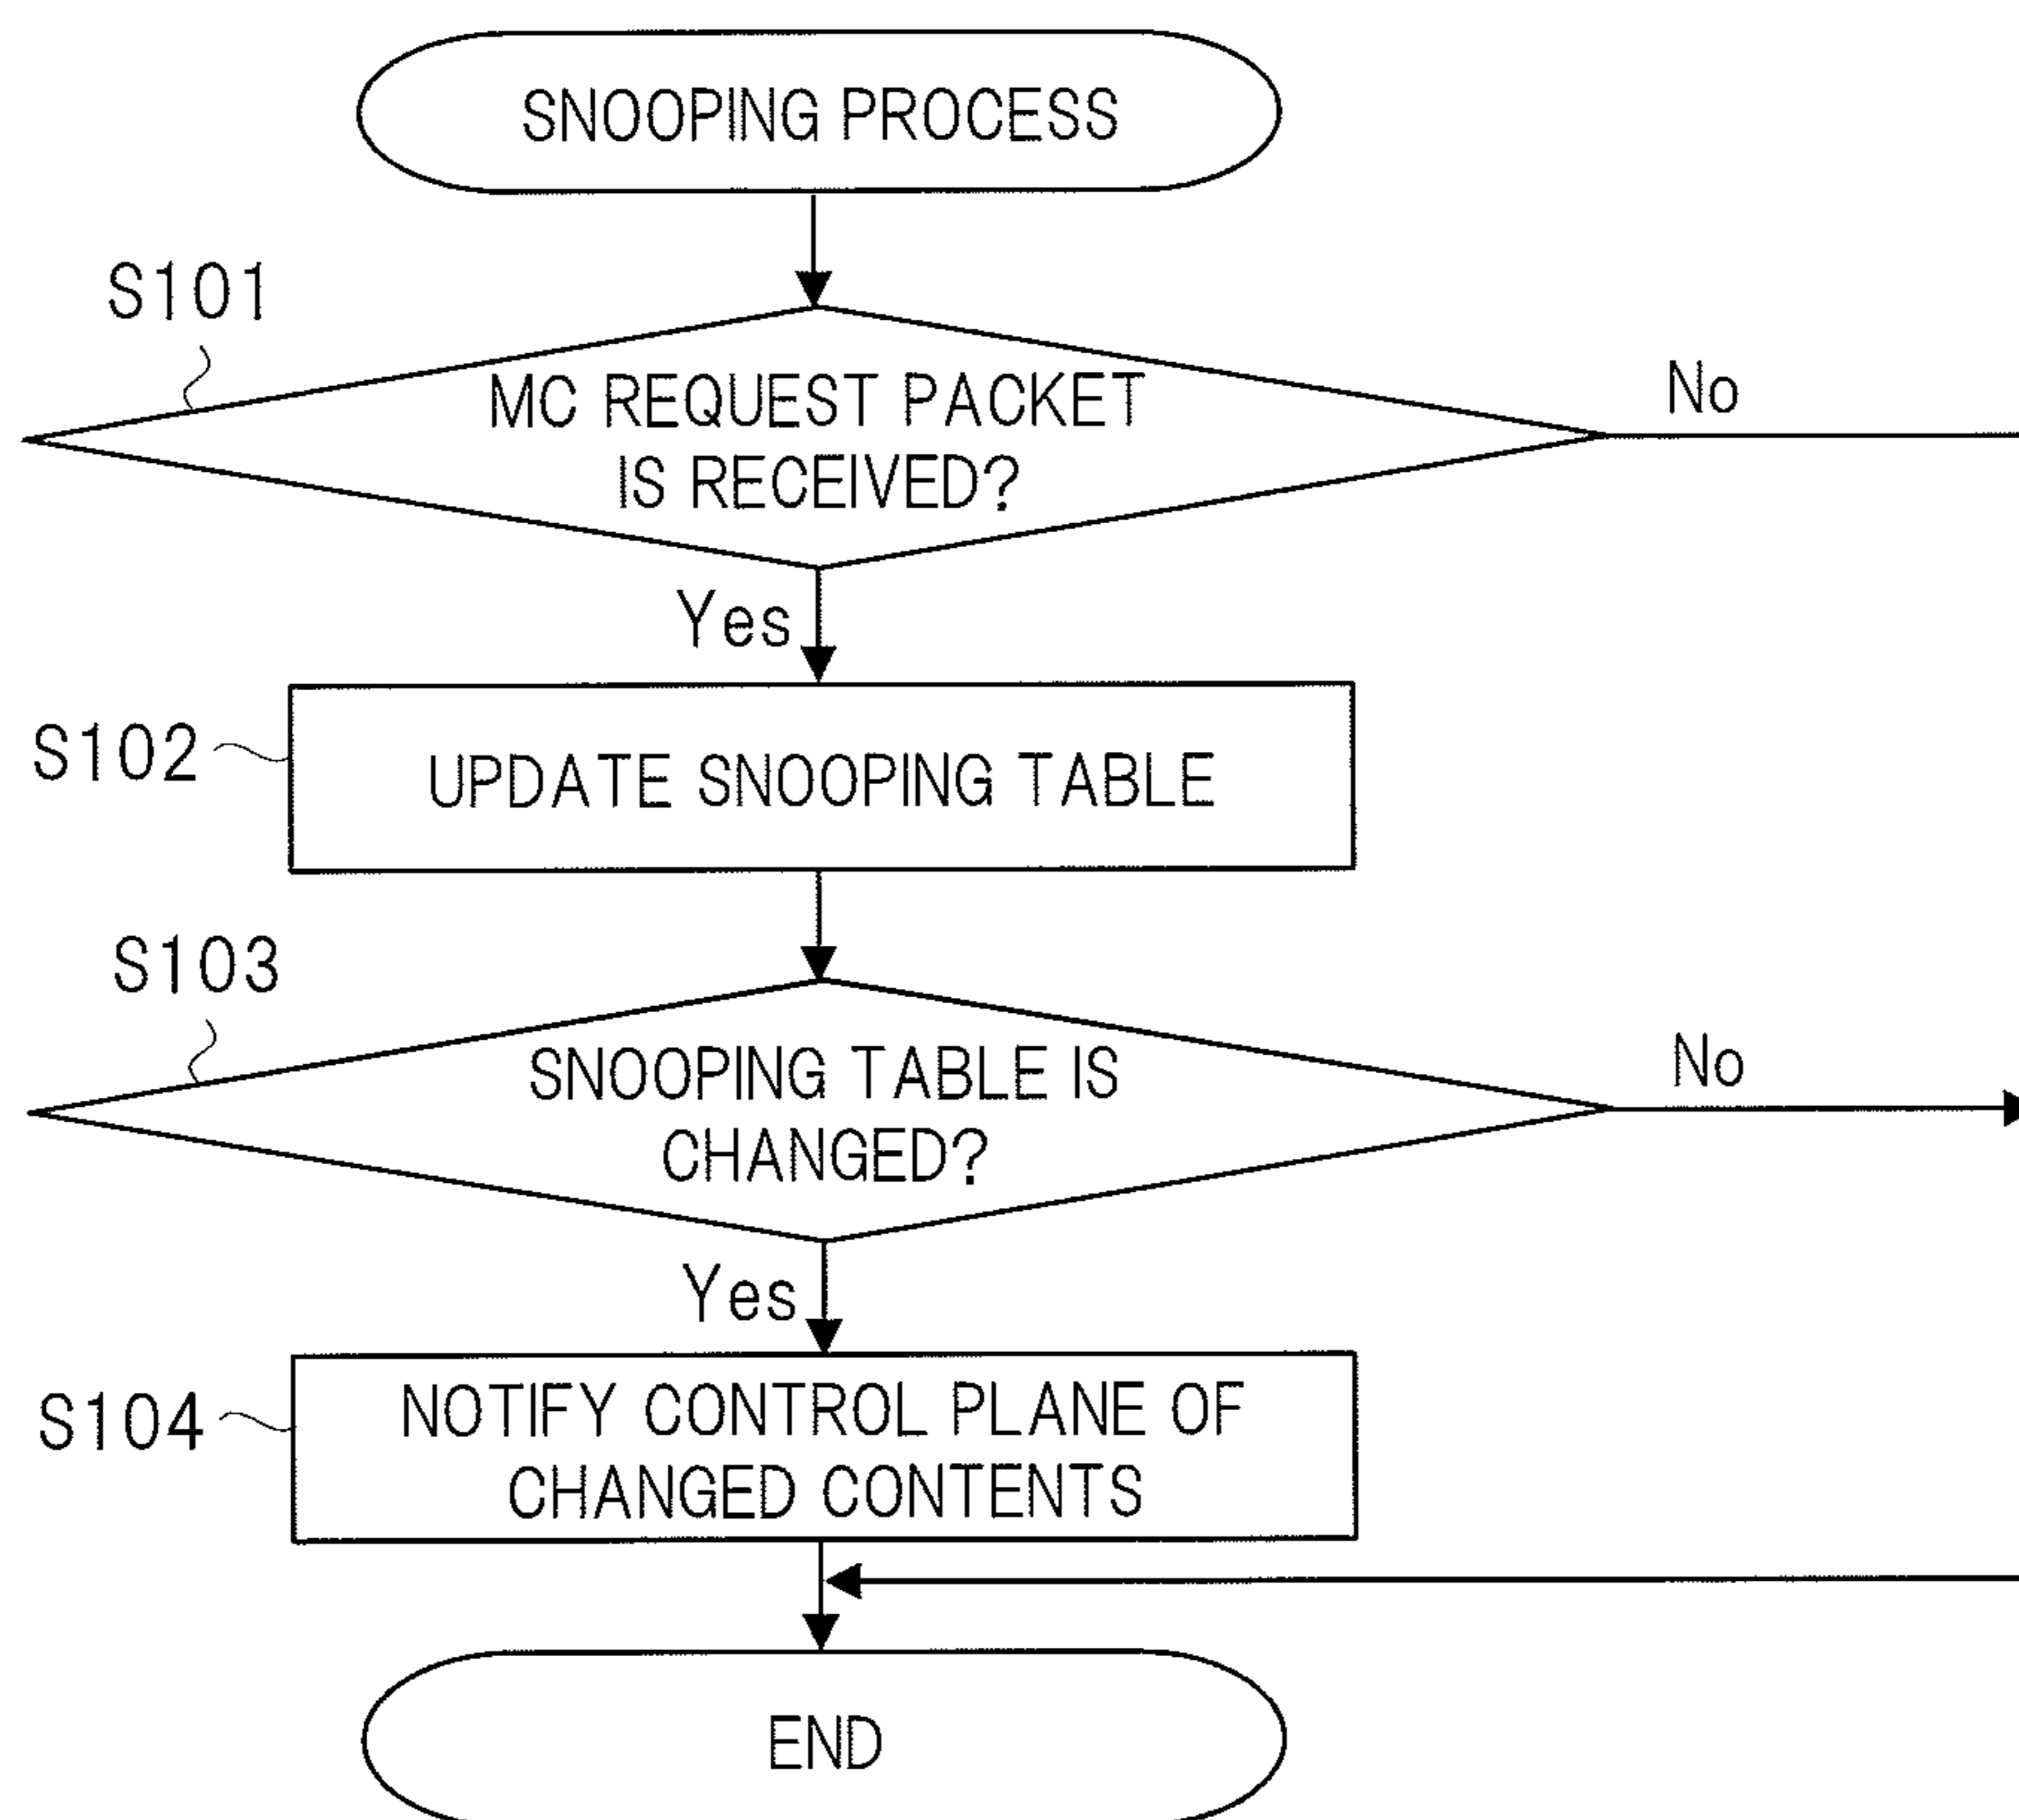 SNOOPING PROCESS
S101
MC REQUEST PACKET
IS RECEIVED?
No
Yes
S102
UPDATE SNOOPING TABLE
S103
SNOOPING TABLE IS
CHANGED?
No
Yes
S104
NOTIFY CONTROL PLANE OF
CHANGED CONTENTS
END